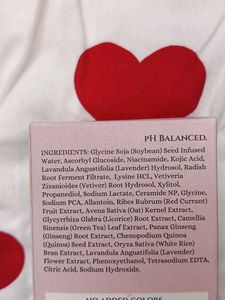 pH BALANCED.
INGREDIENTS: Glycine Soja (Soybean) Seed Infused
Water, Ascorbyl Glucoside, Niacinamide, Kojic Acid,
Lavandula Angustifolia (Lavender) Hydrosol, Radish
Root Ferment Filtrate, Lysine HCL, Vetiveria
Zizanioides (Vetiver) Root Hydrosol, Xylitol,
Propanediol, Sodium Lactate, Ceramide NP, Glycine,
Sodium PCA, Allantoin, Ribes Rubrum (Red Currant)
Fruit Extract, Avena Sativa (Oat) Kernel Extract,
Glycyrrhiza Glabra (Licorice) Root Extract, Camellia
Sinensis (Green Tea) Leaf Extract, Panax Ginseng
(Ginseng) Root Extract, Chenopodium Quinoa
(Quinoa) Seed Extract, Oryza Sativa (White Rice)
Bran Extract, Lavandula Angustifolia (Lavender)
Flower Extract, Phenoxyethanol, Tetrasodium EDTA,
Citric Acid, Sodium Hydroxide.
NO ADDED COLORS